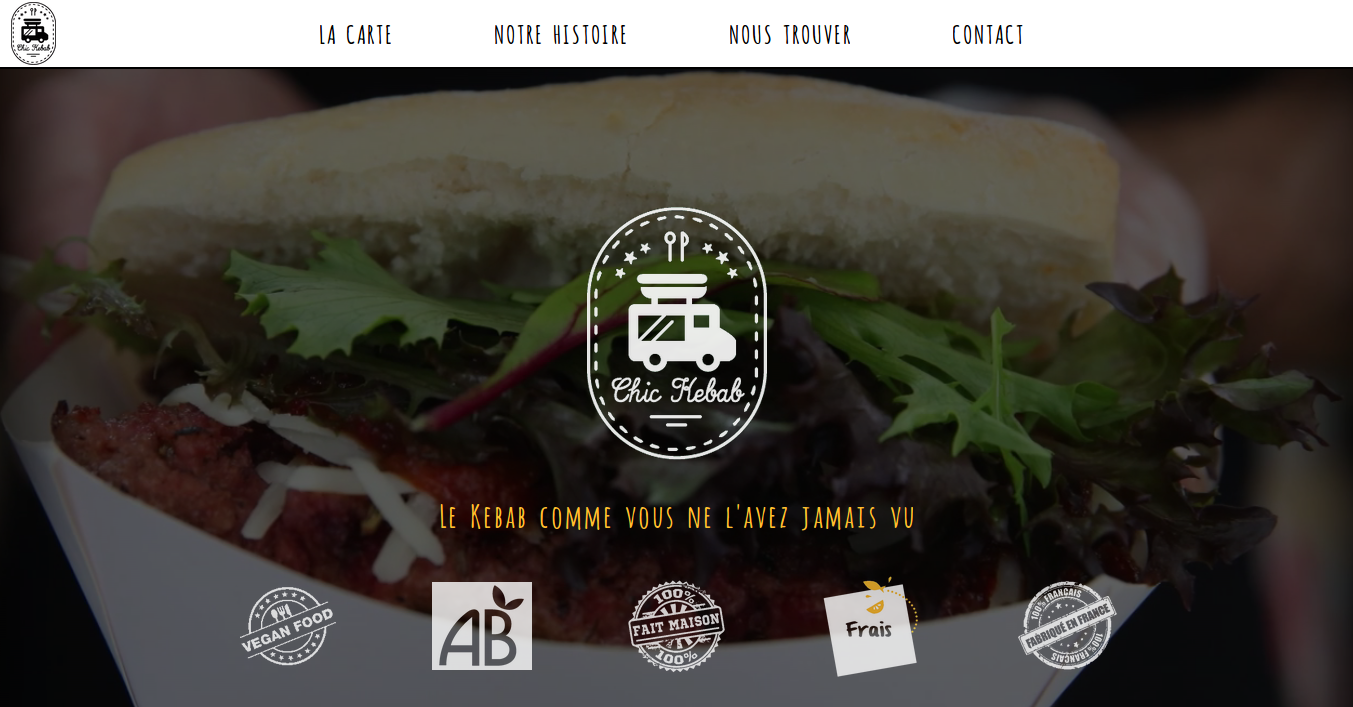 Chic Kebab
LA CARTE
NOTRE HISTOIRE
NOUS TROUVER
CONTACT
Chic Kebab
Le Kebab comme vous ne l'avez jamais vu
VEGAN FOOD
AB
100%
FAIT MAISON
100%
Frais
100% FRANÇAIS
FABRIQUÉ EN FRANCE
100% FRANÇAIS